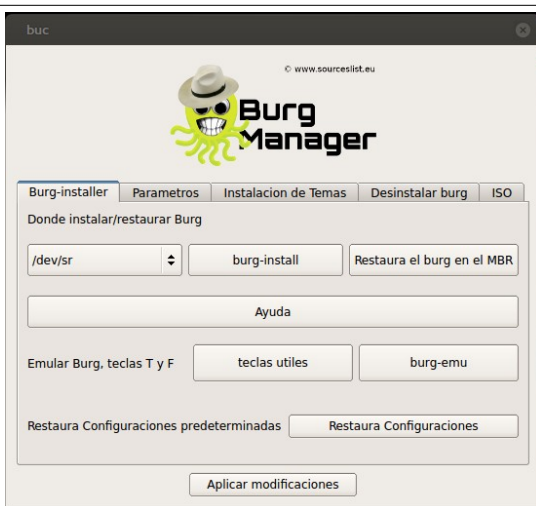 buc
© www.sourceslist.eu
Burg
Manager
Burg-installer Parametros Instalacion de Temas Desinstalar burg ISO
Donde instalar/restaurar Burg
/dev/sr burg-install Restaura el burg en el MBR
Ayuda
Emular Burg, teclas T y F teclas utiles burg-emu
Restaura Configuraciones predeterminadas Restaura Configuraciones
Aplicar modificaciones